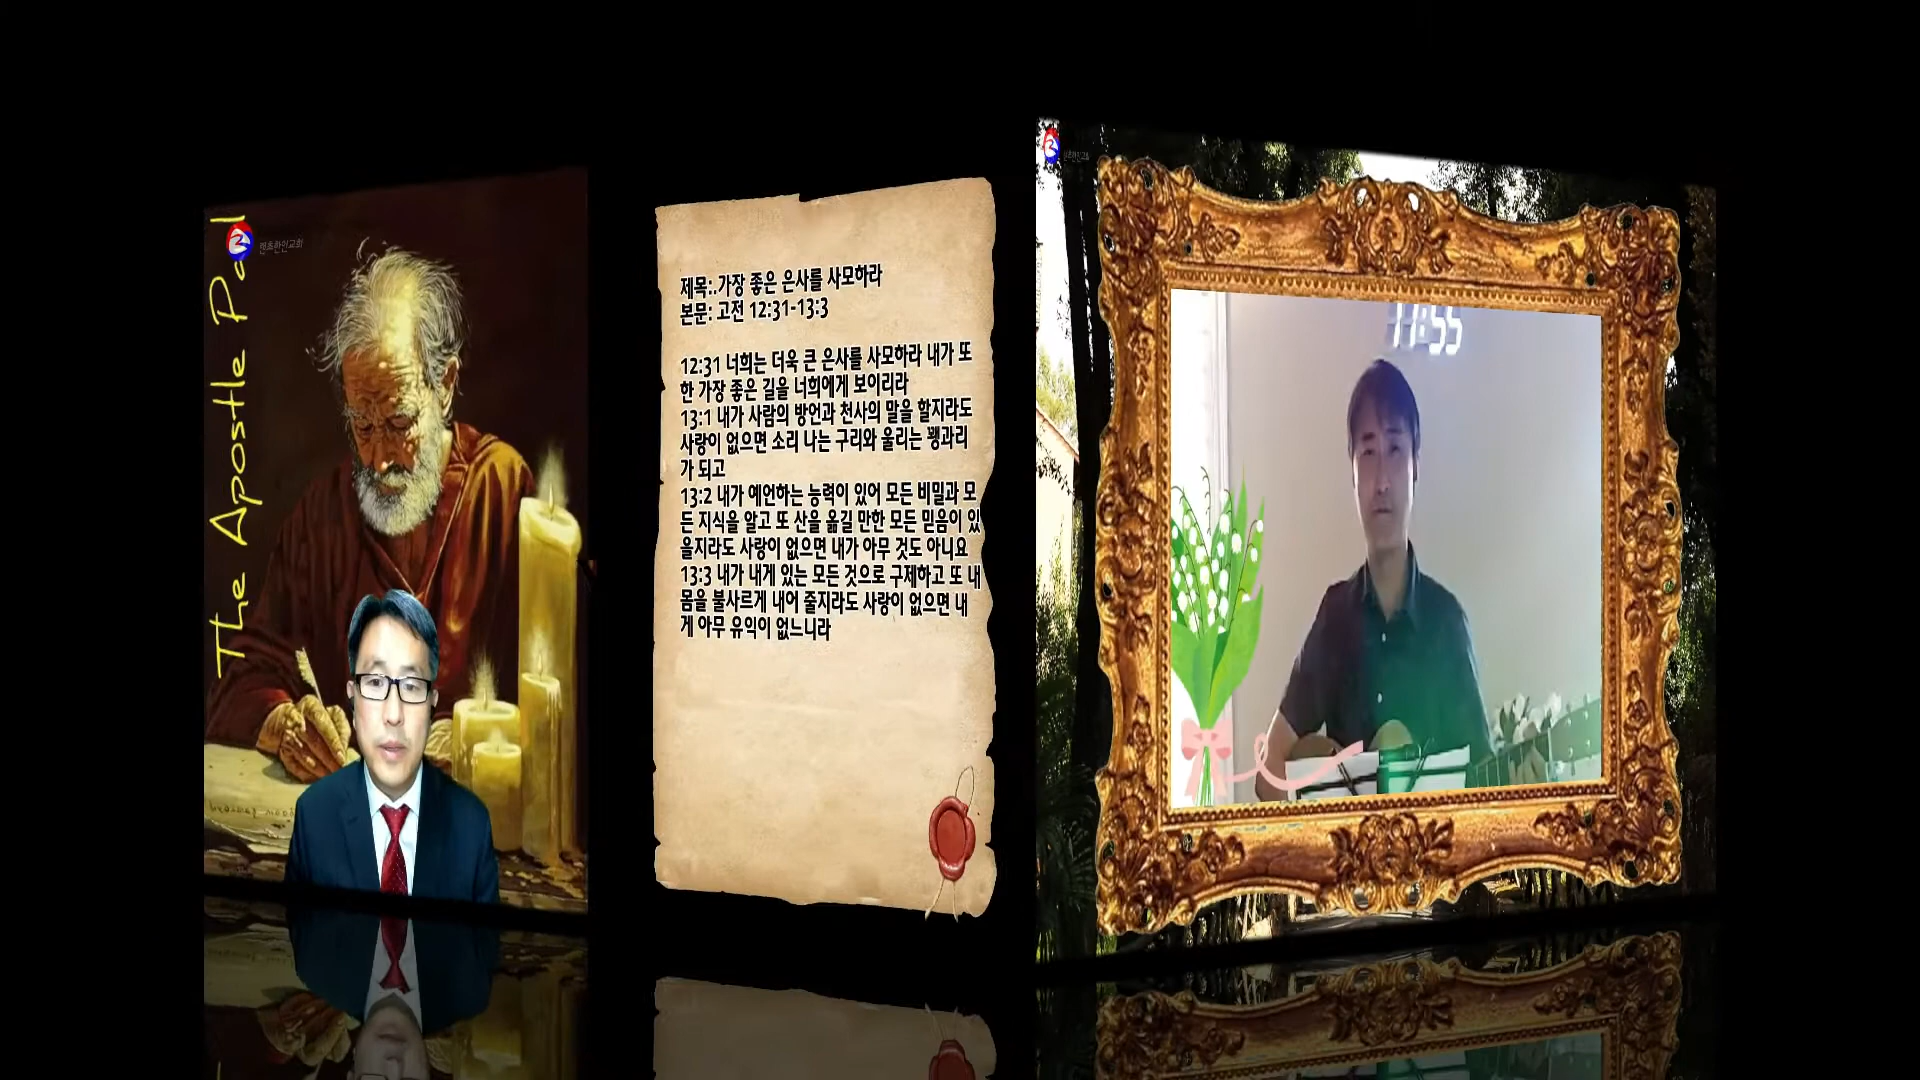 The Apostle Paul
랜초한인교회
제목:.가장 좋은 은사를 사모하라
본문: 고전 12:31-13:3
12:31 너희는 더욱 큰 은사를 사모하라 내가 또
한 가장 좋은 길을 너희에게 보이리라
13:1 내가 사람의 방언과 천사의 말을 할지라도
사랑이 없으면 소리 나는 구리와 울리는 꽹과리
가 되고
13:2 내가 예언하는 능력이 있어 모든 비밀과 모
든 지식을 알고 또 산을 옮길 만한 모든 믿음이 있
을지라도 사랑이 없으면 내가 아무 것도 아니요
13:3 내가 내게 있는 모든 것으로 구제하고 또 내
몸을 불사르게 내어 줄지라도 사랑이 없으면 내
게 아무 유익이 없느니라
11:55